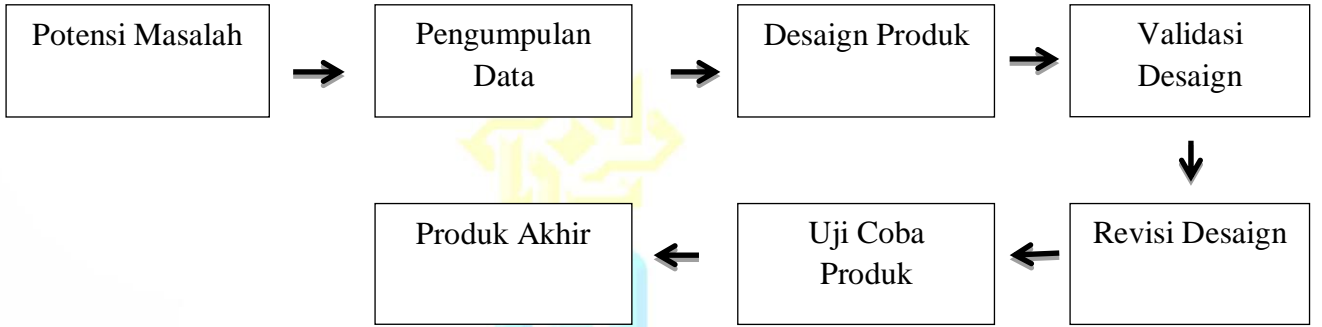 Potensi Masalah
Pengumpulan
Data
Desaign Produk
Validasi
Desaign
Revisi Desaign
Uji Coba
Produk
Produk Akhir